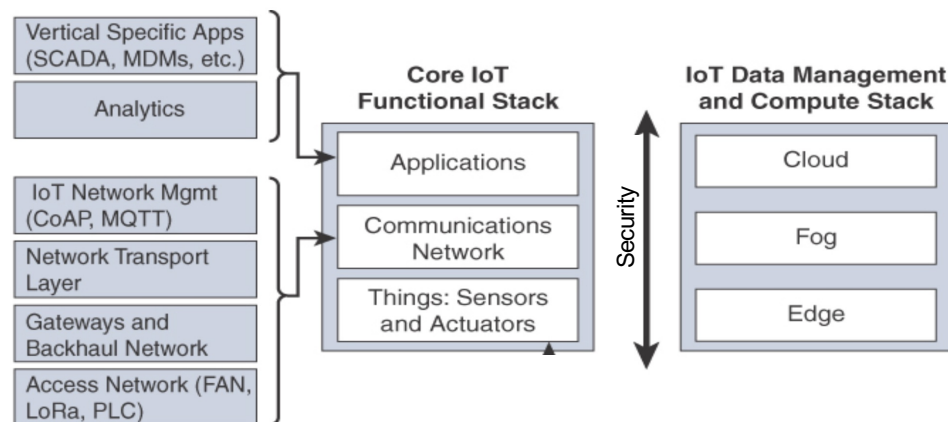 Vertical Specific Apps
(SCADA, MDMs, etc.)
Analytics
IoT Network Mgmt
(CoAP, MQTT)
Network Transport
Layer
Gateways and
Backhaul Network
Access Network (FAN,
LoRa, PLC)
Core IoT
Functional Stack
Applications
Communications
Network
Things: Sensors
and Actuators
Security
IoT Data Management
and Compute Stack
Cloud
Fog
Edge